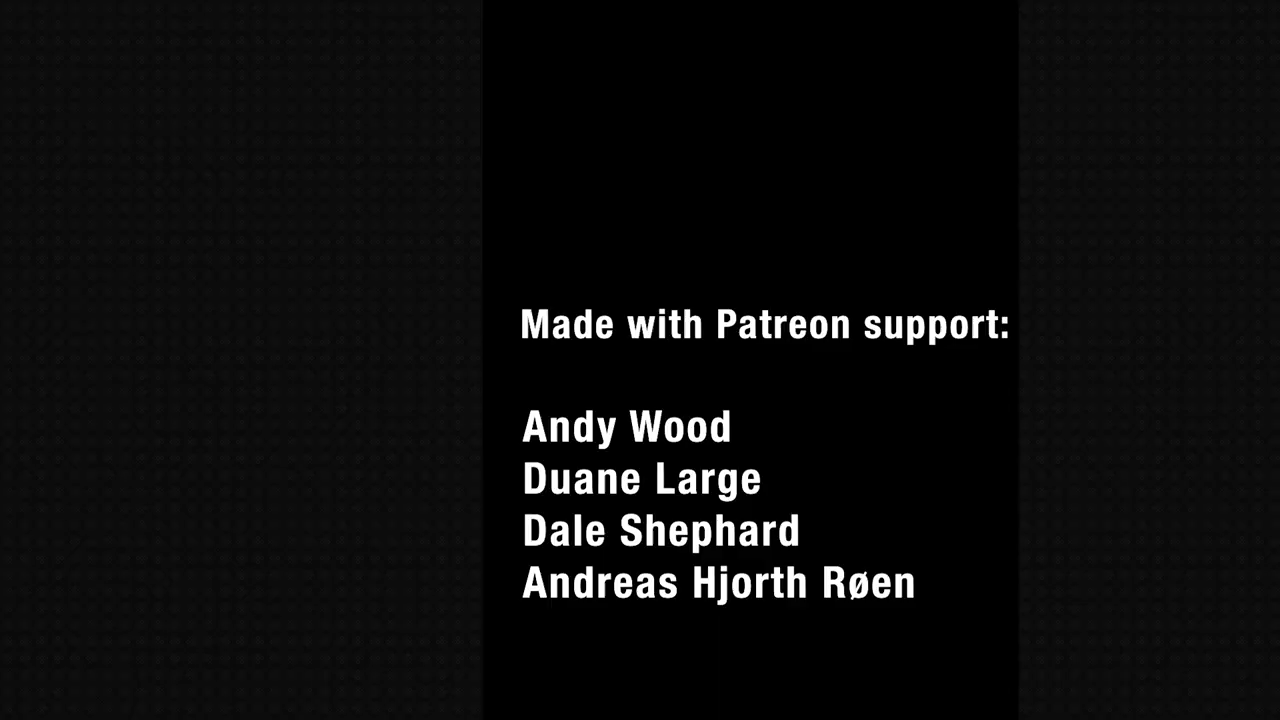 Made with Patreon support:
Andy Wood
Duane Large
Dale Shephard
Andreas Hjorth Røen